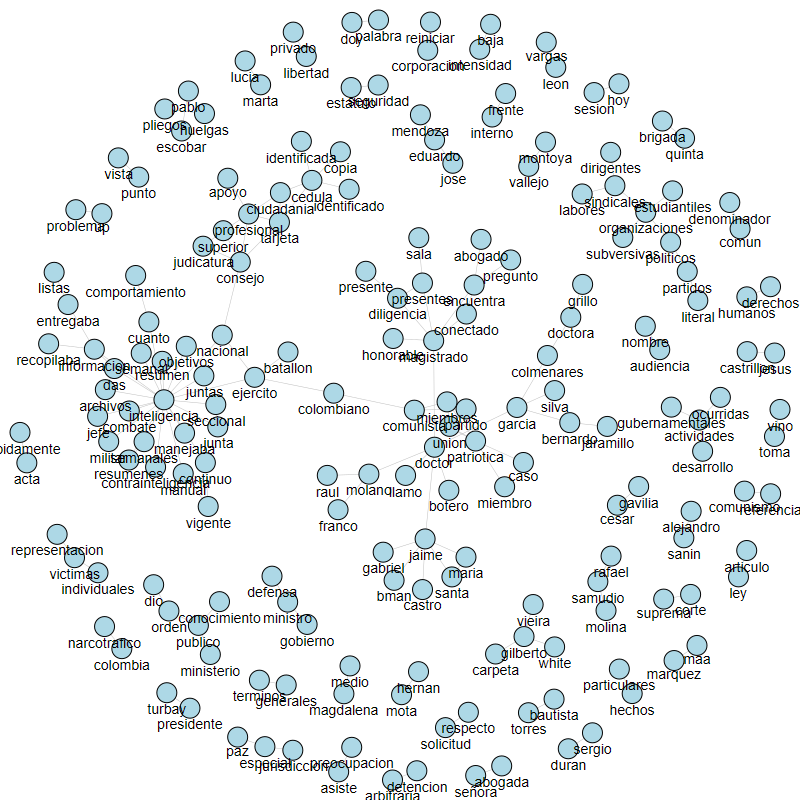 doy
palabra
reiniciar
baja
privado
libertad
corporacion
intensidad
vargas
leon
lucia
marta
estatuto
seguridad
frente
sesion
hoy
pablo
pliegos
huelgas
escobar
mendoza
interno
brigada
quinta
eduardo
jose
identificada
copia
montoya
vallejo
dirigentes
vista
punto
apoyo
cedula
identificado
labores
sindicales
estudiantiles
denominador
comun
problema
ciudadania
profesional
tarjeta
organizaciones
subversivas
politicos
superior
judicatura
consejo
sala
abogado
pregunto
listas
comportamiento
presente
presentes
encuentra
grillo
partidos
literal
humanos
derechos
entregaba
diligencia
conectado
doctora
cuanto
nacional
honorable
magistrado
nombre
audiencia
recopilaba
informacion
semanal
resumen
objetivos
batallon
colmenares
castrillon
jesus
das
juntas
ejercito
colombiano
silva
archivos
combate
inteligencia
seccional
comunista
miembros
partido
garcia
bernardo
jaramillo
gubernamentales
ocurridas
actividades
vino
toma
jefe
junta
union
militar
semanales
manejaba
doctor
patriotica
desarrollo
acta
resumenes
contrainteligencia
manual
continuo
raul
molano
llamo
botero
miembro
caso
vigente
franco
cesar
gavilia
comunismo
alejandro
sanin
representacion
victimas
individuales
jaime
gabriel
maria
rafael
articulo
ley
dio
orden
conocimiento
defensa
ministro
castro
santa
samudio
molina
suprema
corte
narcotrafico
colombia
publico
gobierno
vieira
gilberto
white
carpeta
ministerio
medio
magdalena
hernan
mota
particulares
hechos
marquez
maa
terminos
generales
turbay
presidente
respecto
solicitud
torres
bautista
paz
especial
jurisdiccion
preocupacion
asiste
sergio
duran
arbitraria
detencion
señora
abogada